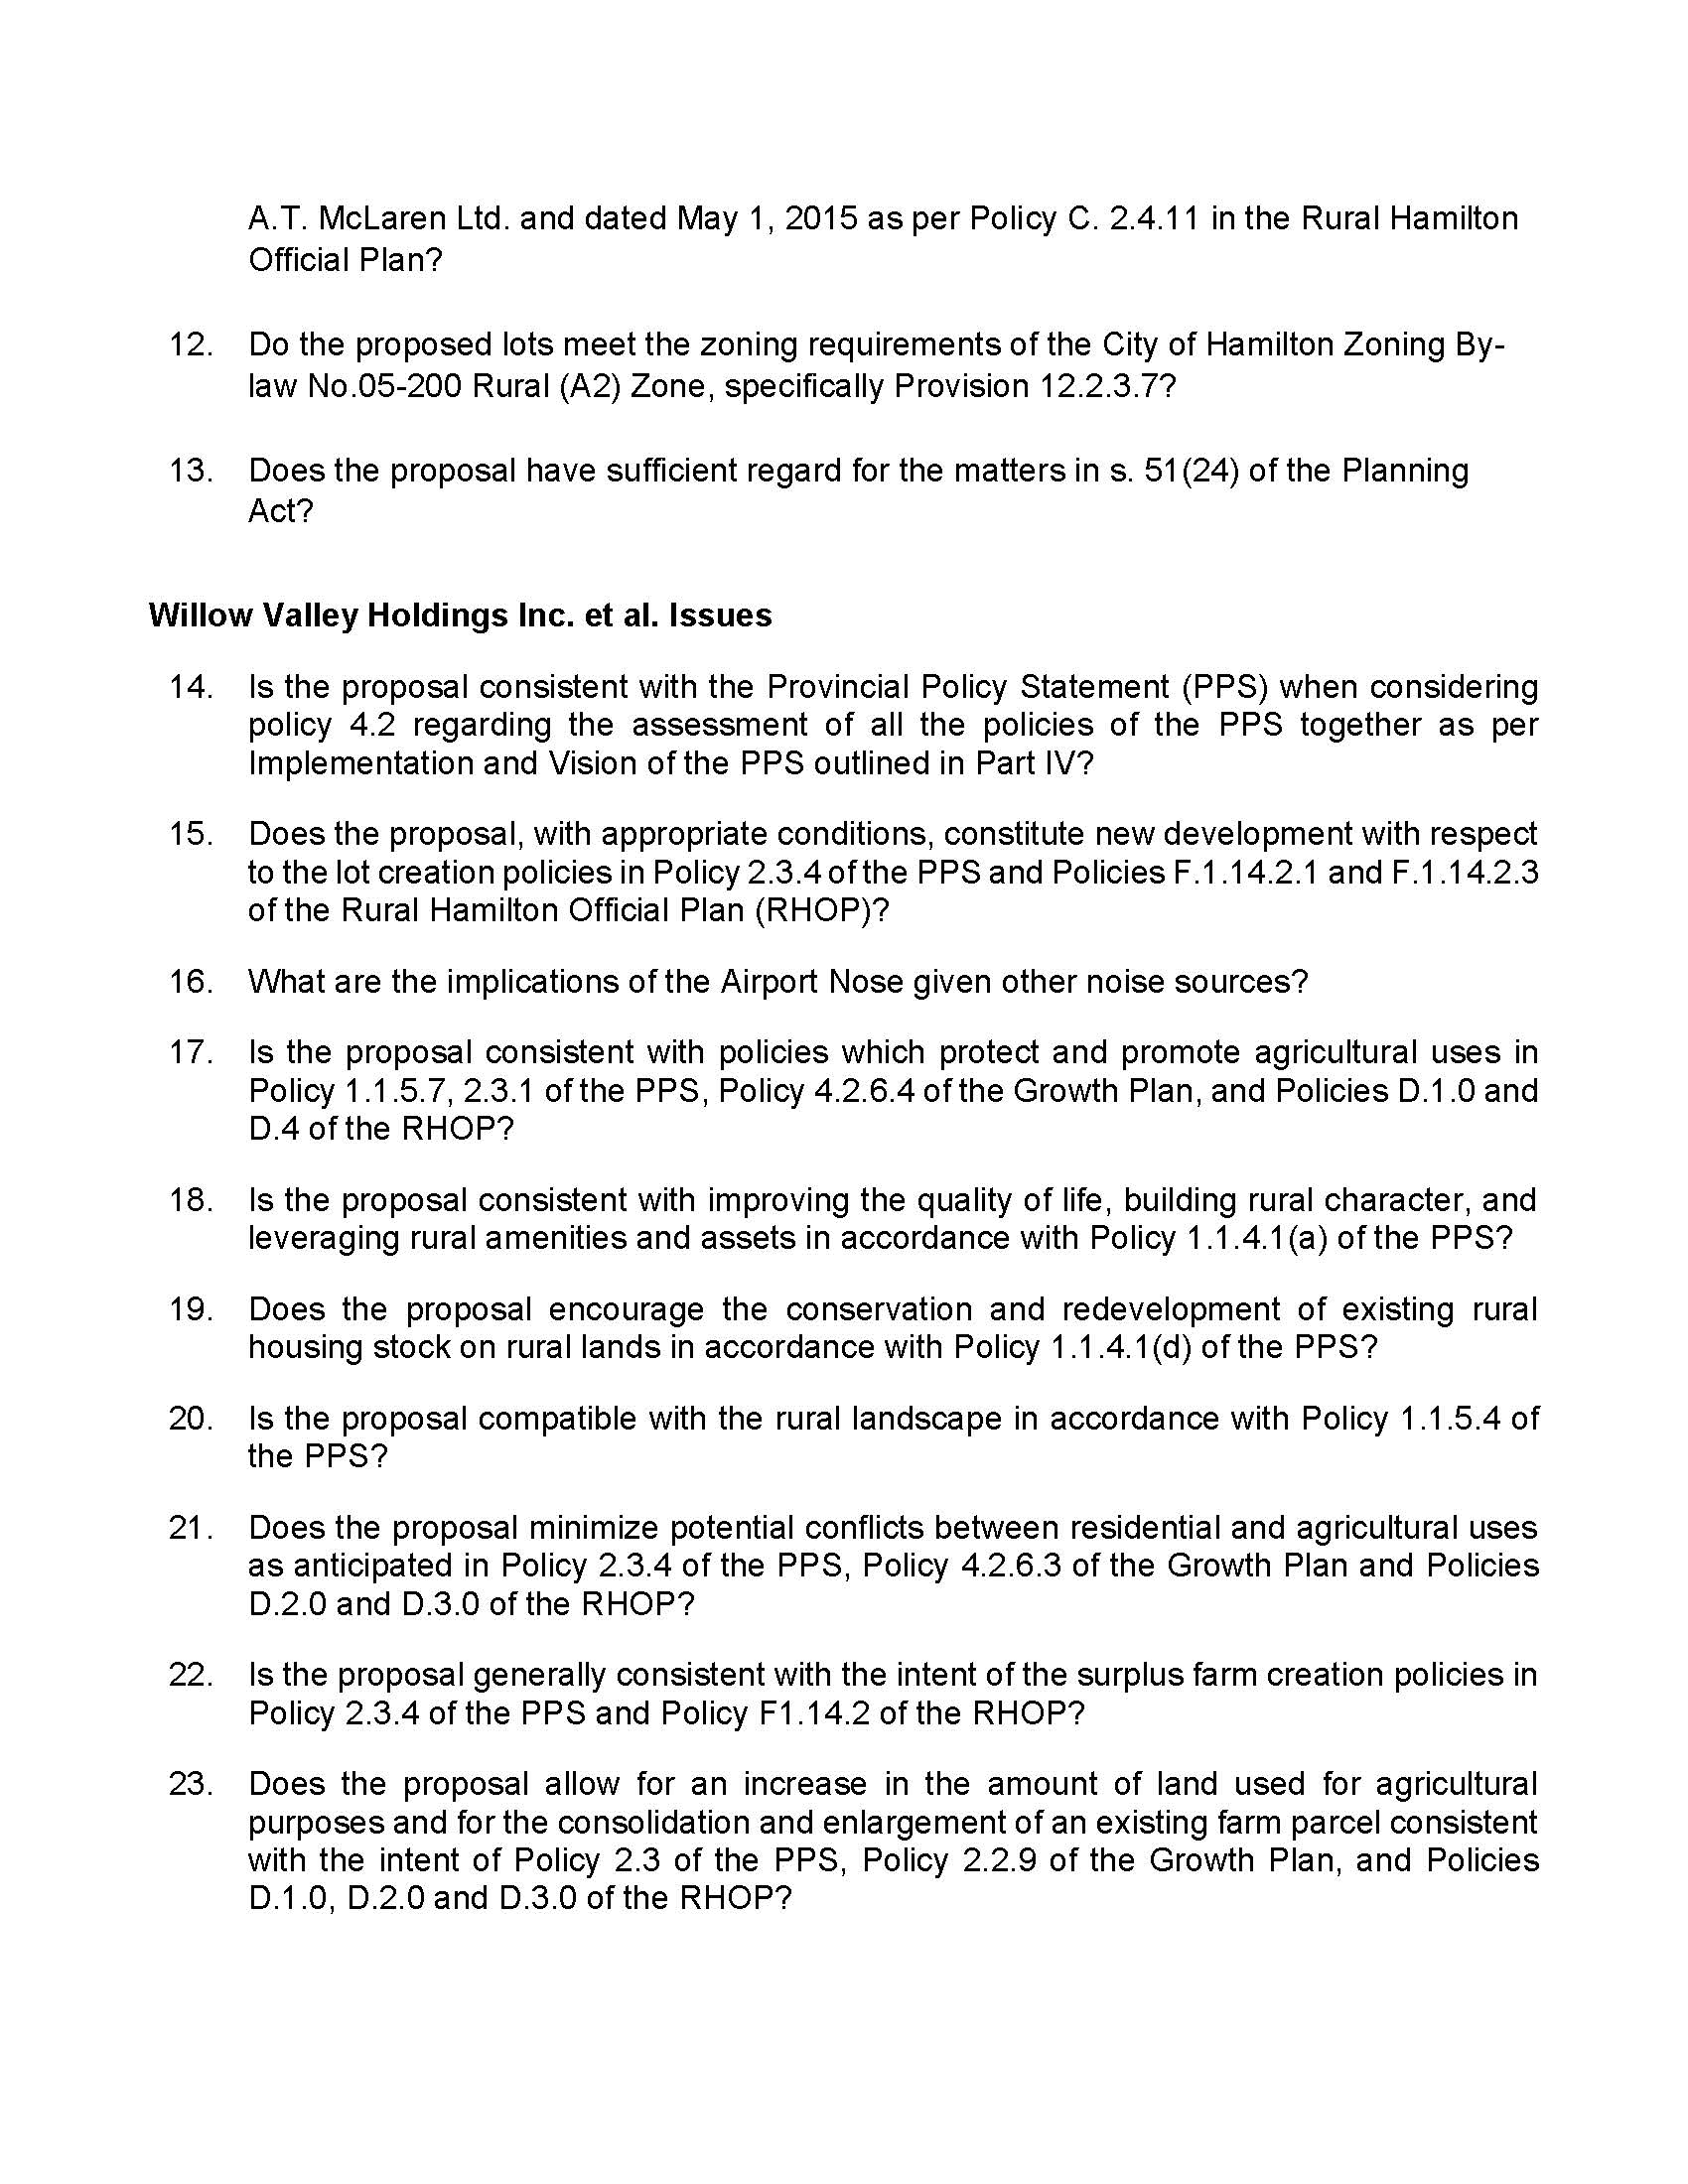 A.T. McLaren Ltd. and dated May 1, 2015 as per Policy C. 2.4.11 in the Rural Hamilton
Official Plan?
12. Do the proposed lots meet the zoning requirements of the City of Hamilton Zoning By-
law No.05-200 Rural (A2) Zone, specifically Provision 12.2.3.7?
13. Does the proposal have sufficient regard for the matters in s. 51(24) of the Planning
Act?
Willow Valley Holdings Inc. et al. Issues
14. Is the proposal consistent with the Provincial Policy Statement (PPS) when considering
policy 4.2 regarding the assessment of all the policies of the PPS together as per
Implementation and Vision of the PPS outlined in Part IV?
15. Does the proposal, with appropriate conditions, constitute new development with respect
to the lot creation policies in Policy 2.3.4 of the PPS and Policies F.1.14.2.1 and F.1.14.2.3
of the Rural Hamilton Official Plan (RHOP)?
16. What are the implications of the Airport Nose given other noise sources?
17. Is the proposal consistent with policies which protect and promote agricultural uses in
Policy 1.1.5.7, 2.3.1 of the PPS, Policy 4.2.6.4 of the Growth Plan, and Policies D.1.0 and
D.4 of the RHOP?
18. Is the proposal consistent with improving the quality of life, building rural character, and
leveraging rural amenities and assets in accordance with Policy 1.1.4.1(a) of the PPS?
19. Does the proposal encourage the conservation and redevelopment of existing rural
housing stock on rural lands in accordance with Policy 1.1.4.1(d) of the PPS?
20. Is the proposal compatible with the rural landscape in accordance with Policy 1.1.5.4 of
the PPS?
21. Does the proposal minimize potential conflicts between residential and agricultural uses
as anticipated in Policy 2.3.4 of the PPS, Policy 4.2.6.3 of the Growth Plan and Policies
D.2.0 and D.3.0 of the RHOP?
22. Is the proposal generally consistent with the intent of the surplus farm creation policies in
Policy 2.3.4 of the PPS and Policy F1.14.2 of the RHOP?
23. Does the proposal allow for an increase in the amount of land used for agricultural
purposes and for the consolidation and enlargement of an existing farm parcel consistent
with the intent of Policy 2.3 of the PPS, Policy 2.2.9 of the Growth Plan, and Policies
D.1.0, D.2.0 and D.3.0 of the RHOP?